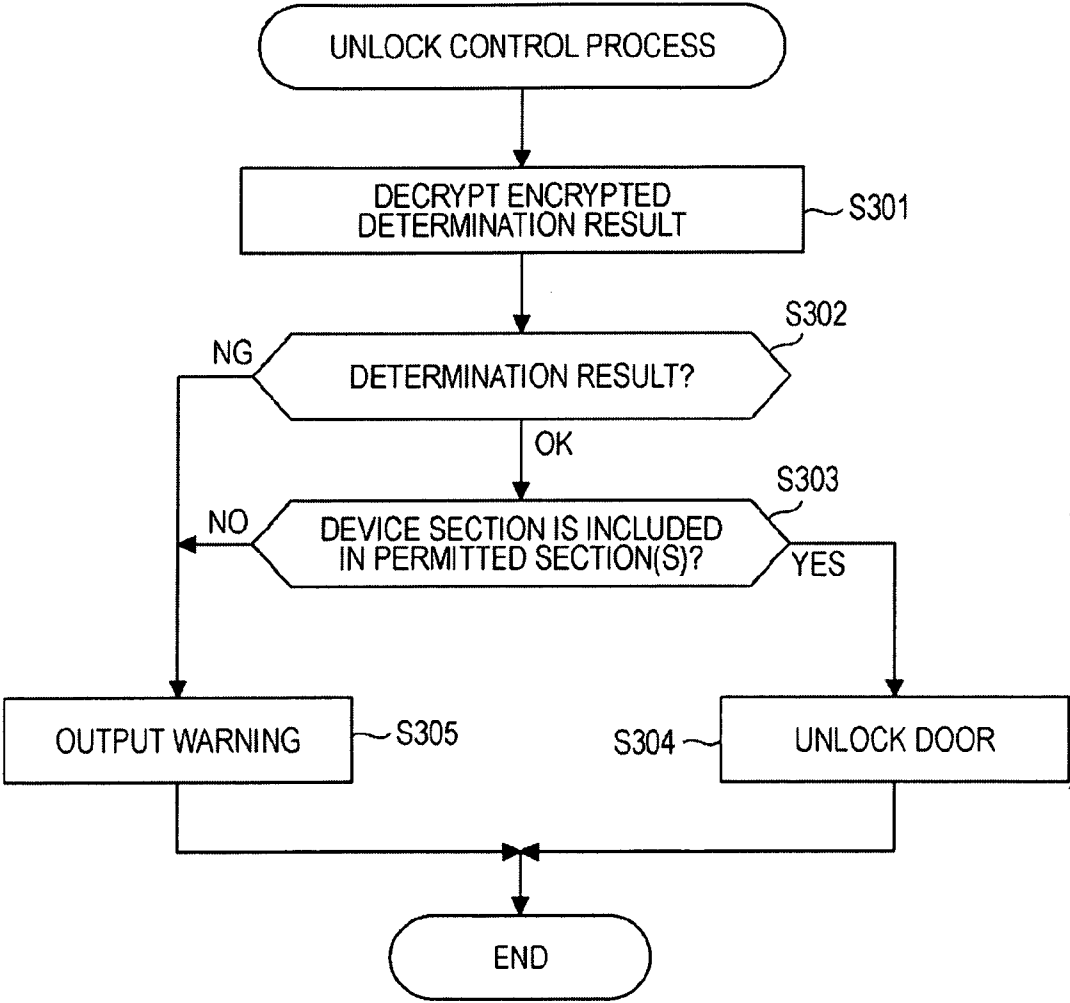 UNLOCK CONTROL PROCESS
DECRYPT ENCRYPTED
DETERMINATION RESULT
S301
S302
NG
DETERMINATION RESULT?
OK
S303
NO
DEVICE SECTION IS INCLUDED
IN PERMITTED SECTION(S)?
YES
OUTPUT WARNING
S305
S304
UNLOCK DOOR
END